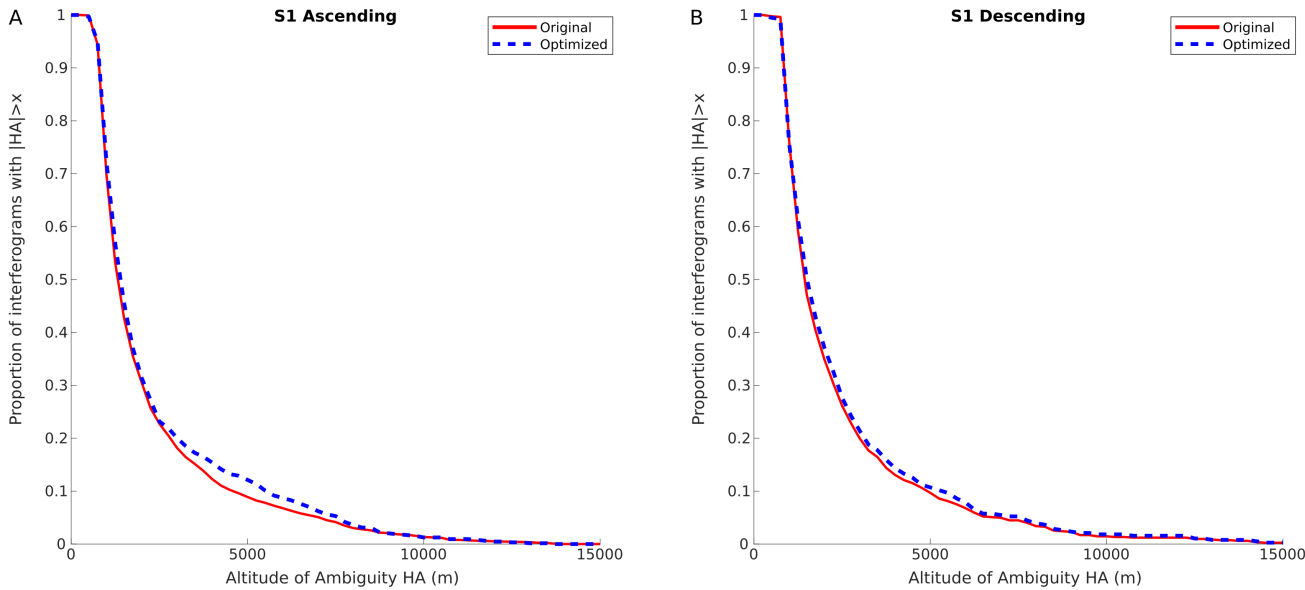 A
S1 Ascending
Original
Optimized
Proportion of interferograms with |HA|>x
1
0.9
0.8
0.7
0.6
0.5
0.4
0.3
0.2
0.1
0
0 5000 10000 15000
Altitude of Ambiguity HA (m)
B
S1 Descending
Original
Optimized
Proportion of interferograms with |HA|>x
1
0.9
0.8
0.7
0.6
0.5
0.4
0.3
0.2
0.1
0
0 5000 10000 15000
Altitude of Ambiguity HA (m)